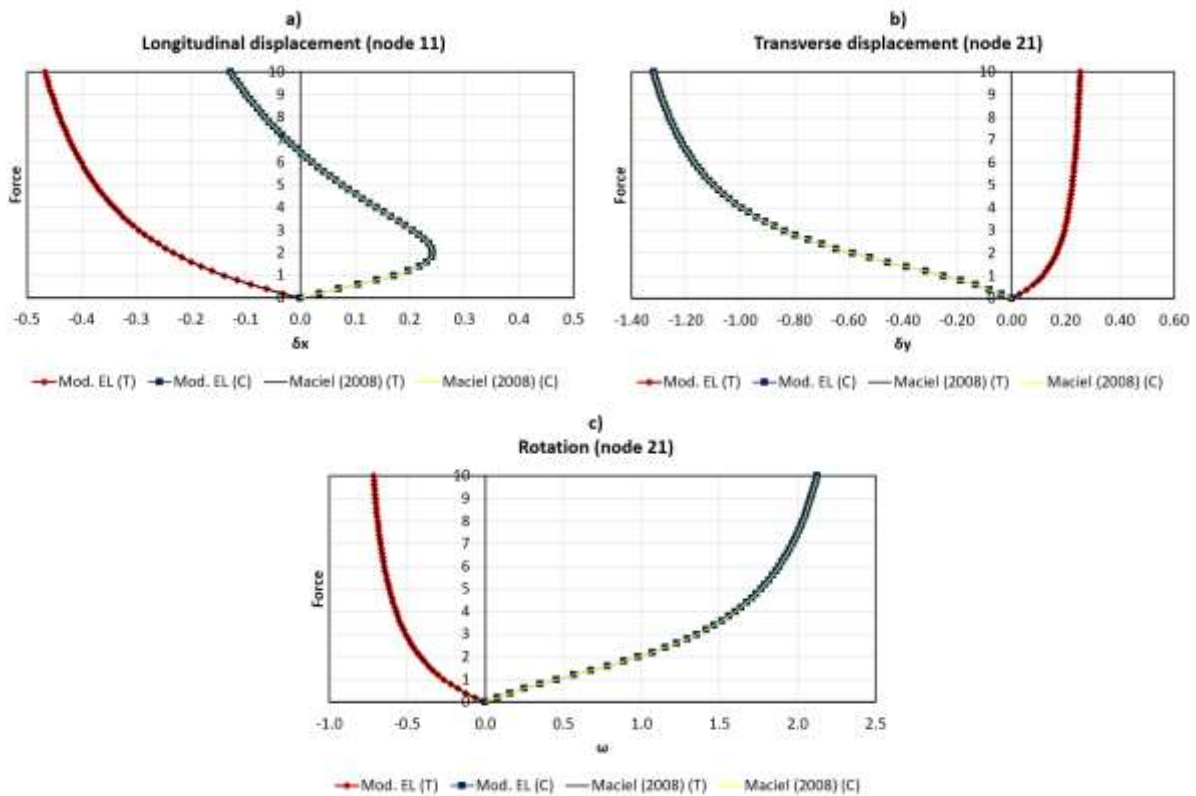 a)
Longitudinal displacement (node 11)
10
9
8
7
6
5
4
3
2
1
0
Force
-0.5 -0.4 -0.3 -0.2 -0.1 0.0 0.1 0.2 0.3 0.4 0.5
δx
Mod. EL (T) Mod. EL (C) Maciel (2008) (T) Maciel (2008) (C)
b)
Transverse displacement (node 21)
10
9
8
7
6
5
4
3
2
1
0
Force
-1.40 -1.20 -1.00 -0.80 -0.60 -0.40 -0.20 0.00 0.20 0.40 0.60
δy
Mod. EL (T) Mod. EL (C) Maciel (2008) (T) Maciel (2008) (C)
c)
Rotation (node 21)
10
9
8
7
6
5
4
3
2
1
0
Force
-1.0 -0.5 0.0 0.5 1.0 1.5 2.0 2.5
ω
Mod. EL (T) Mod. EL (C) Maciel (2008) (T) Maciel (2008) (C)